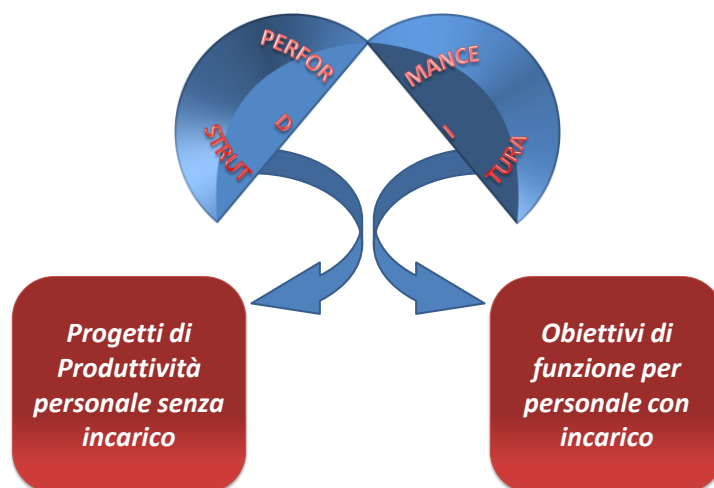 PERFOR MANCE
D I
STRUT TURA
Progetti di
Produttività
personale senza
incarico
Obiettivi di
funzione per
personale con
incarico